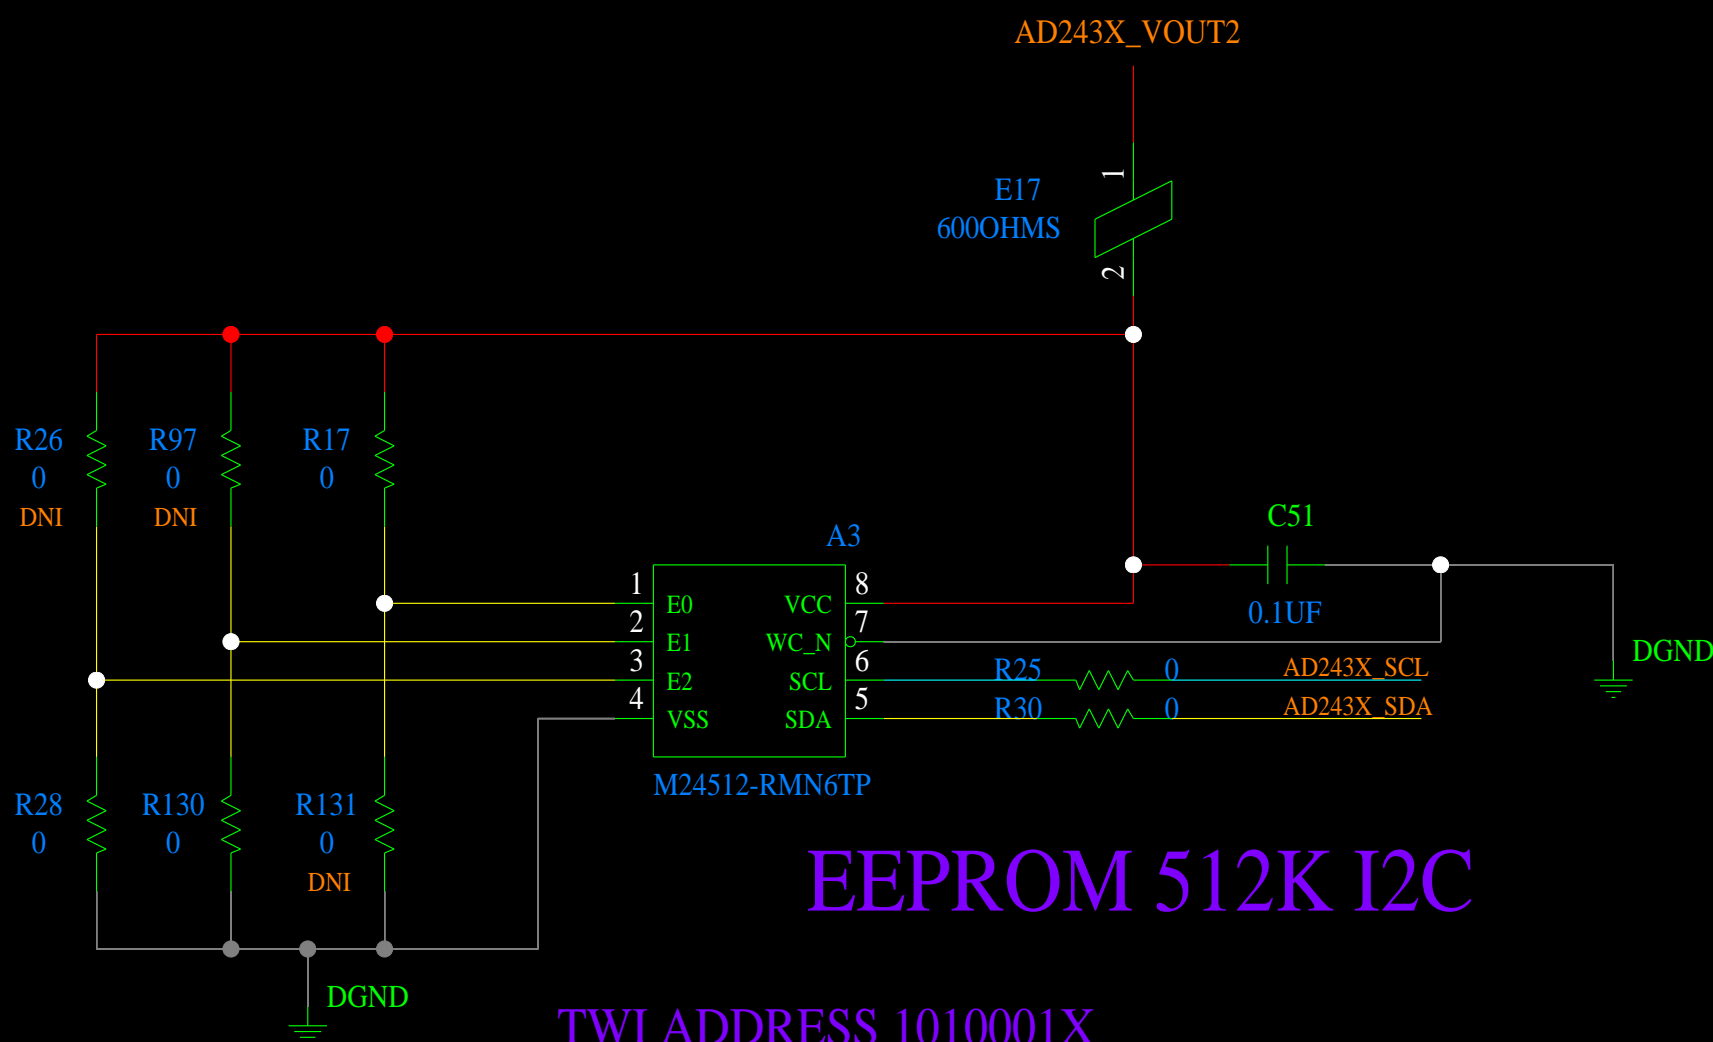 AD243X_VOUT2
1
E17
600OHMS
2
R26
0
DNI
R97
0
DNI
R17
0
C51
0.1UF
A3
1 E0 VCC 8
2 E1 WC_N 7
3 E2 SCL 6
4 VSS SDA 5
R25 0 AD243X_SCL
R30 0 AD243X_SDA
DGND
M24512-RMN6TP
R28
0
R130
0
R131
0
DNI
EEPROM 512K I2C
DGND
TWI ADDRESS 1010001X